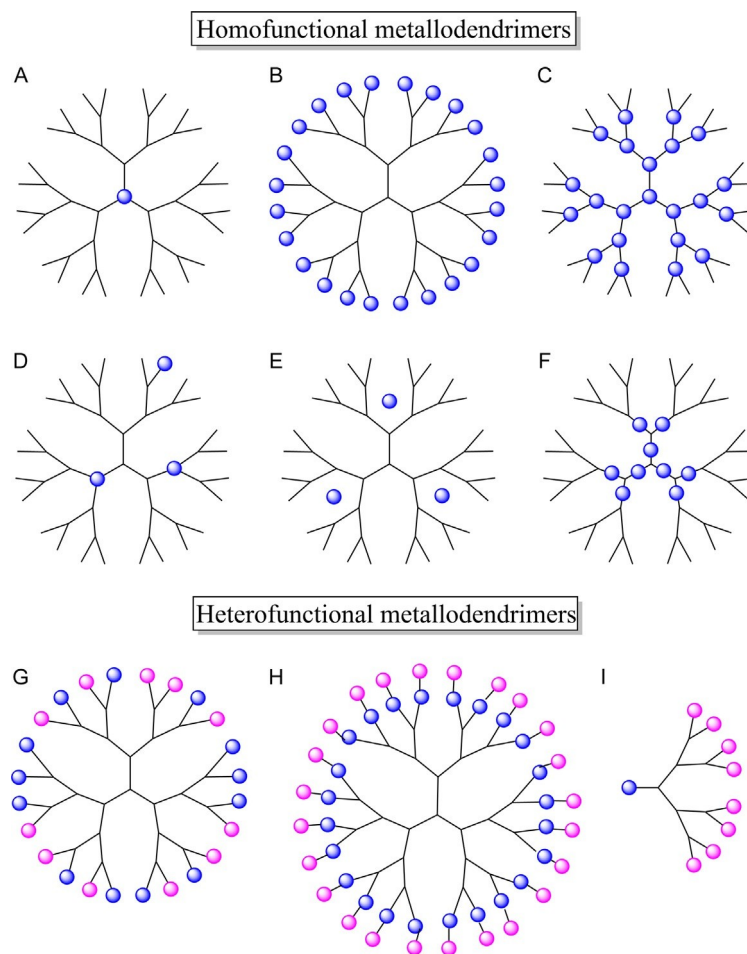 Homofunctional metallodendrimers
A
B
C
D
E
F
Heterofunctional metallodendrimers
G
H
I